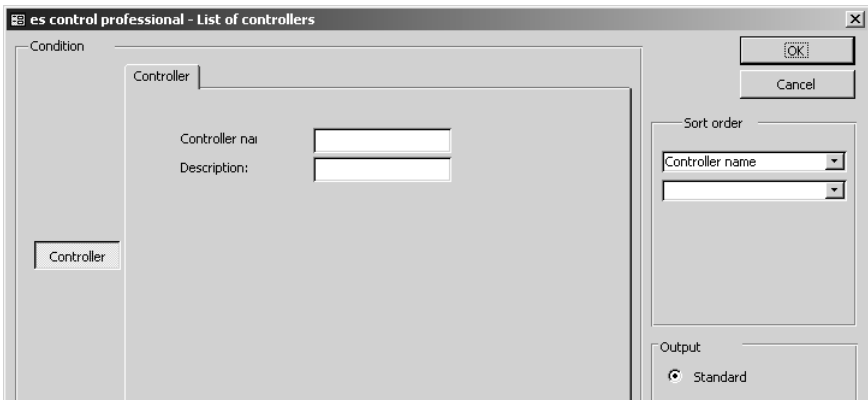 es control professional - List of controllers
Condition
OK
Cancel
Controller
Controller nar
Description:
Controller
Sort order
Controller name
Output
Standard